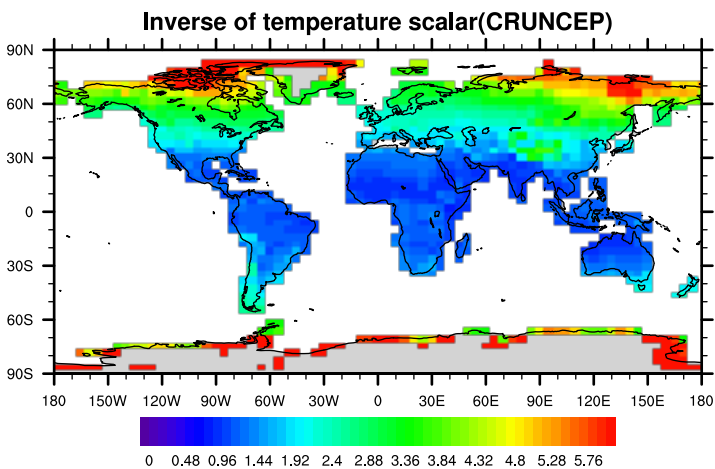 Inverse of temperature scalar(CRUNCEP)
90N
60N
30N
0
30S
60S
90S
180 150W 120W 90W 60W 30W 0 30E 60E 90E 120E 150E 180
0 0.48 0.96 1.44 1.92 2.4 2.88 3.36 3.84 4.32 4.8 5.28 5.76